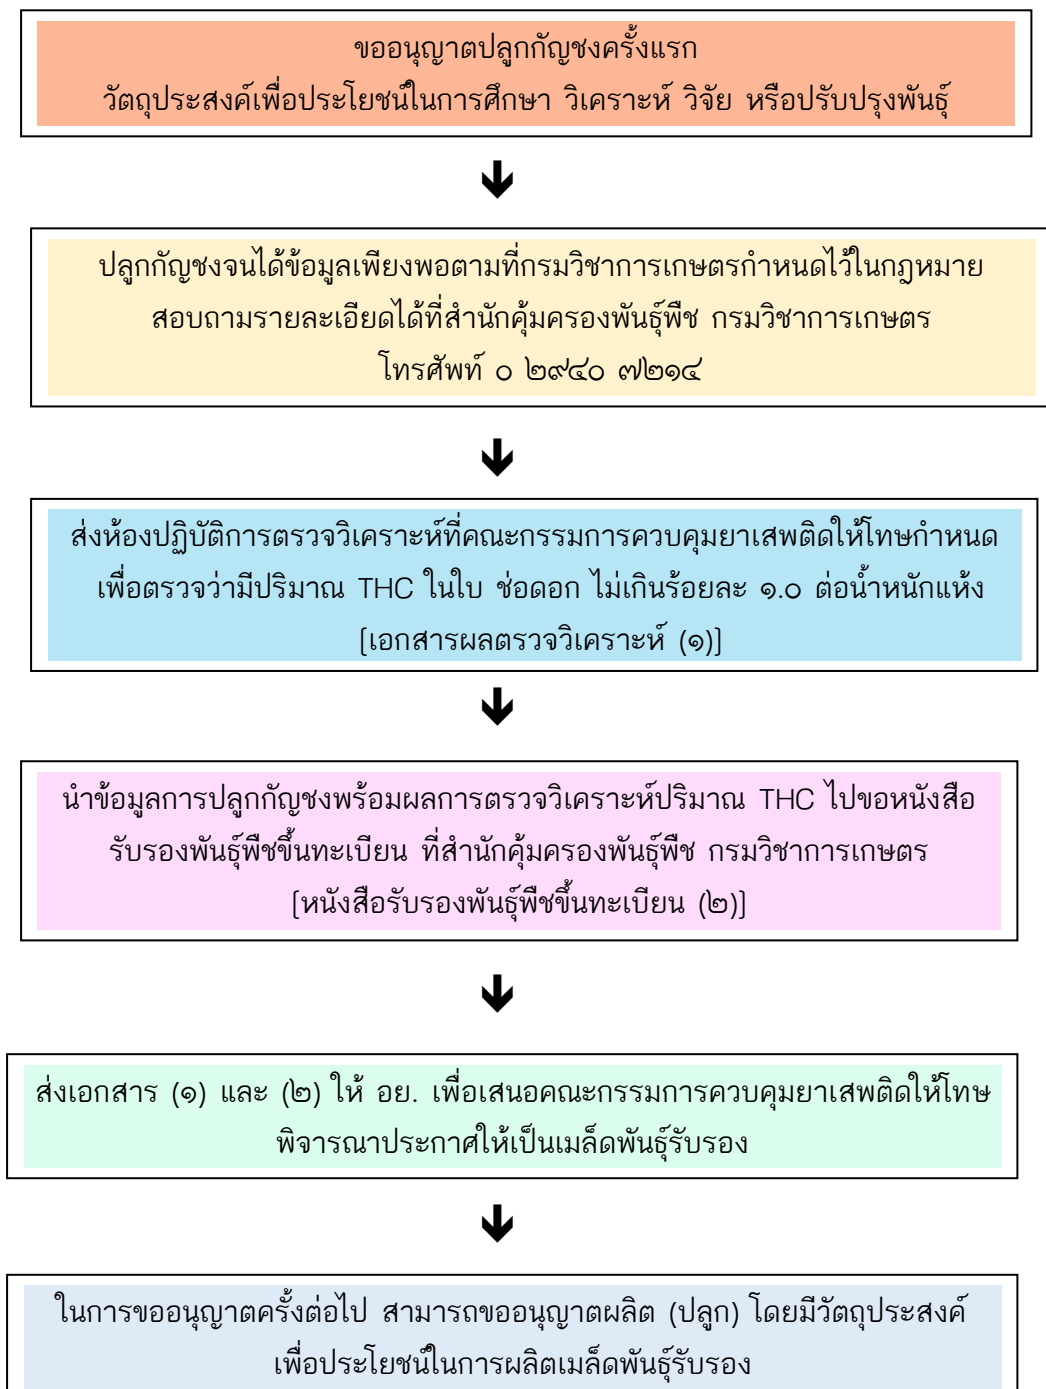 ขออนุญาตปลูกกัญชงครั้งแรก
วัตถุประสงค์เพื่อประโยชน์ในการศึกษา วิเคราะห์ วิจัย หรือปรับปรุงพันธุ์
ปลูกกัญชงจนได้ข้อมูลเพียงพอตามที่กรมวิชาการเกษตรกำหนดไว้ในกฎหมาย
สอบถามรายละเอียดได้ที่สำนักคุ้มครองพันธุ์พืช กรมวิชาการเกษตร
โทรศัพท์ ๐ ๒๙๔๐ ๗๒๑๔
ส่งห้องปฏิบัติการตรวจวิเคราะห์ที่คณะกรรมการควบคุมยาเสพติดให้โทษกำหนด
เพื่อตรวจว่ามีปริมาณ THC ในใบ ช่อดอก ไม่เกินร้อยละ ๑.๐ ต่อน้ำหนักแห้ง
[เอกสารผลตรวจวิเคราะห์ (๑)]
นำข้อมูลการปลูกกัญชงพร้อมผลการตรวจวิเคราะห์ปริมาณ THC ไปขอหนังสือ
รับรองพันธุ์พืชขึ้นทะเบียน ที่สำนักคุ้มครองพันธุ์พืช กรมวิชาการเกษตร
[หนังสือรับรองพันธุ์พืชขึ้นทะเบียน (๒)]
ส่งเอกสาร (๑) และ (๒) ให้ อย. เพื่อเสนอคณะกรรมการควบคุมยาเสพติดให้โทษ
พิจารณาประกาศให้เป็นเมล็ดพันธุ์รับรอง
ในการขออนุญาตครั้งต่อไป สามารถขออนุญาตผลิต (ปลูก) โดยมีวัตถุประสงค์
เพื่อประโยชน์ในการผลิตเมล็ดพันธุ์รับรอง